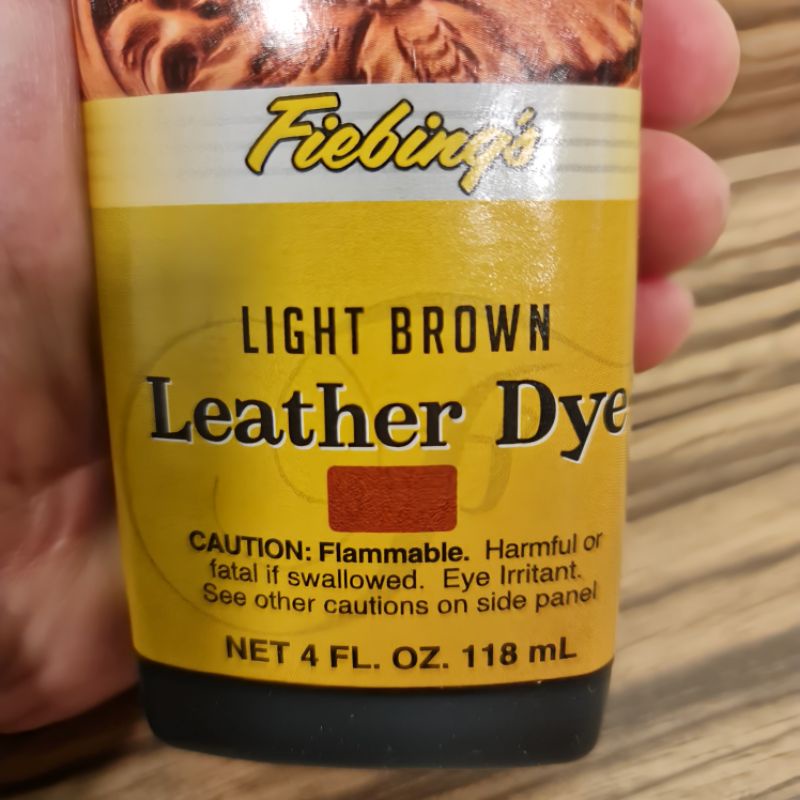 Fiebing's
LIGHT BROWN
Leather Dye
CAUTION: Flammable. Harmful or
fatal if swallowed. Eye Irritant.
See other cautions on side panel
NET 4 FL. OZ. 118 mL